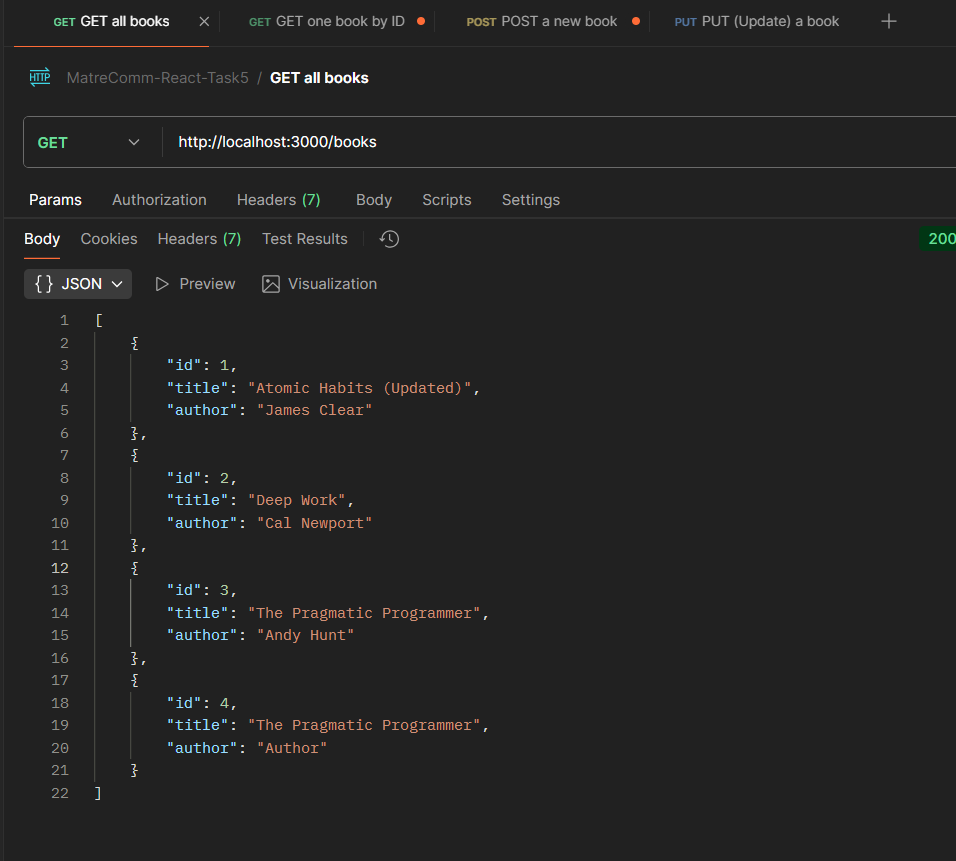 GET GET all books GET GET one book by ID POST POST a new book PUT PUT (Update) a book
HTTP MatreComm-React-Task5 / GET all books
GET http://localhost:3000/books
Params Authorization Headers (7) Body Scripts Settings
Body Cookies Headers (7) Test Results 200
{} JSON Preview Visualization
1 [
2 {
3 "id": 1,
4 "title": "Atomic Habits (Updated)",
5 "author": "James Clear"
6 },
7 {
8 "id": 2,
9 "title": "Deep Work",
10 "author": "Cal Newport"
11 },
12 {
13 "id": 3,
14 "title": "The Pragmatic Programmer",
15 "author": "Andy Hunt"
16 },
17 {
18 "id": 4,
19 "title": "The Pragmatic Programmer",
20 "author": "Author"
21 }
22 ]